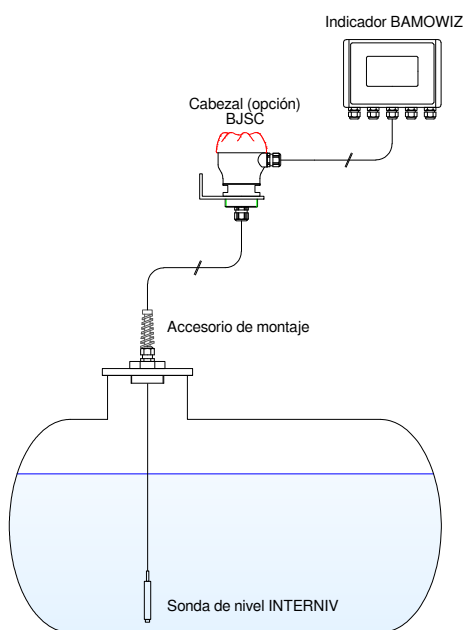 Indicador BAMOWIZ
Cabezal (opción)
BJSC
Accesorio de montaje
Sonda de nivel INTERNIV